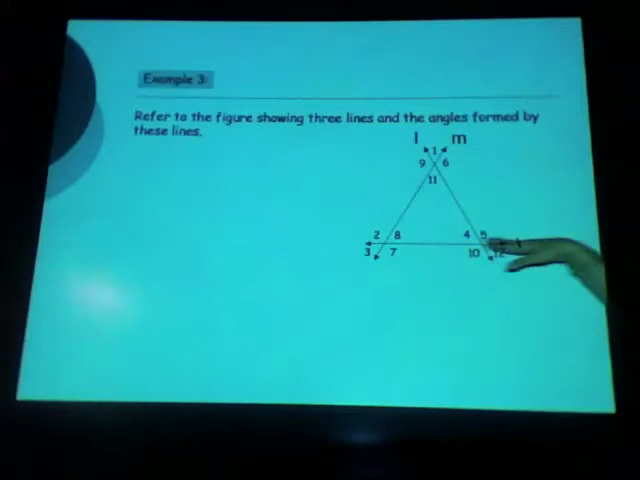 Example 3:
Refer to the figure showing three lines and the angles formed by
these lines.
l m
1
9 6
11
2 8 4 5
3 7 10 12